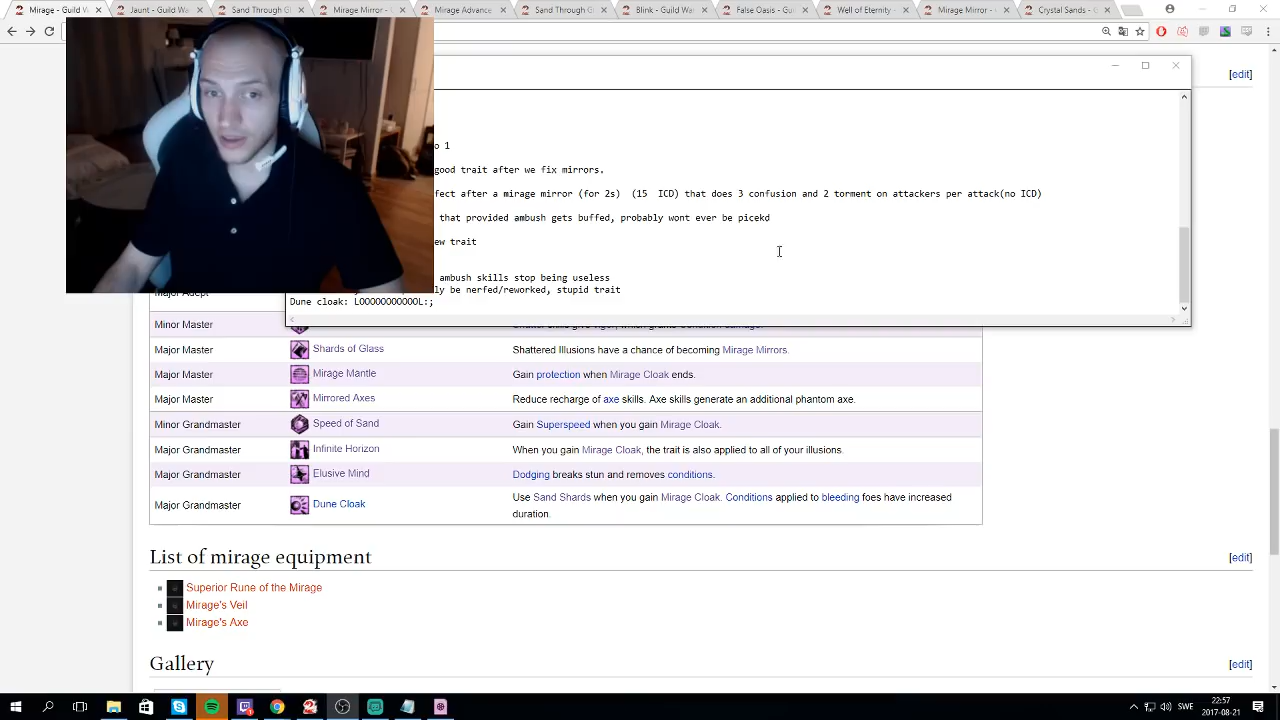 Mirage - Guild W
Jaunt - Guild War
Sand Through G
Mirage Mirror -
Mirage Advance
Sand Through Gl
Blink - Guild Wa
False Oasis - Gu
Well of Eternity
Mirage Mirror -
Crystal Sands - G
[edit]
o 1
good trait after we fix mirrors.
fect after a mirage mirror (for 2s) (15 ICD) that does 3 confusion and 2 torment on attackers per attack(no ICD)
that provided ambush gets buffed, probably wont ever be picekd
ew trait
ambush skills stop being useless
ly be nerfed/reworked, stupid trait
Dune cloak: LOOOOOOOOOOOL:;
Major Adept
Minor Master
Major Master Shards of Glass Shattered Illusions have a chance of becoming Mirage Mirrors.
Major Master Mirage Mantle Gain protection when Mirage Cloak ends.
Major Master Mirrored Axes Reduce recharge of axe skills. Axe skills generate an additional phantom axe.
Minor Grandmaster Speed of Sand Gain Superspeed when you gain Mirage Cloak.
Major Grandmaster Infinite Horizon When you gain Mirage Cloak, the trait is also applied to all of your illusions.
Major Grandmaster Elusive Mind Dodging breaks stun and removes conditions.
Major Grandmaster Dune Cloak Use Sand Shards when you gain Mirage Cloak. Conditions applied to bleeding foes have increased
duration.
List of mirage equipment [edit]
Superior Rune of the Mirage
Mirage's Veil
Mirage's Axe
Gallery [edit]
SWE
22:57
2017-08-21